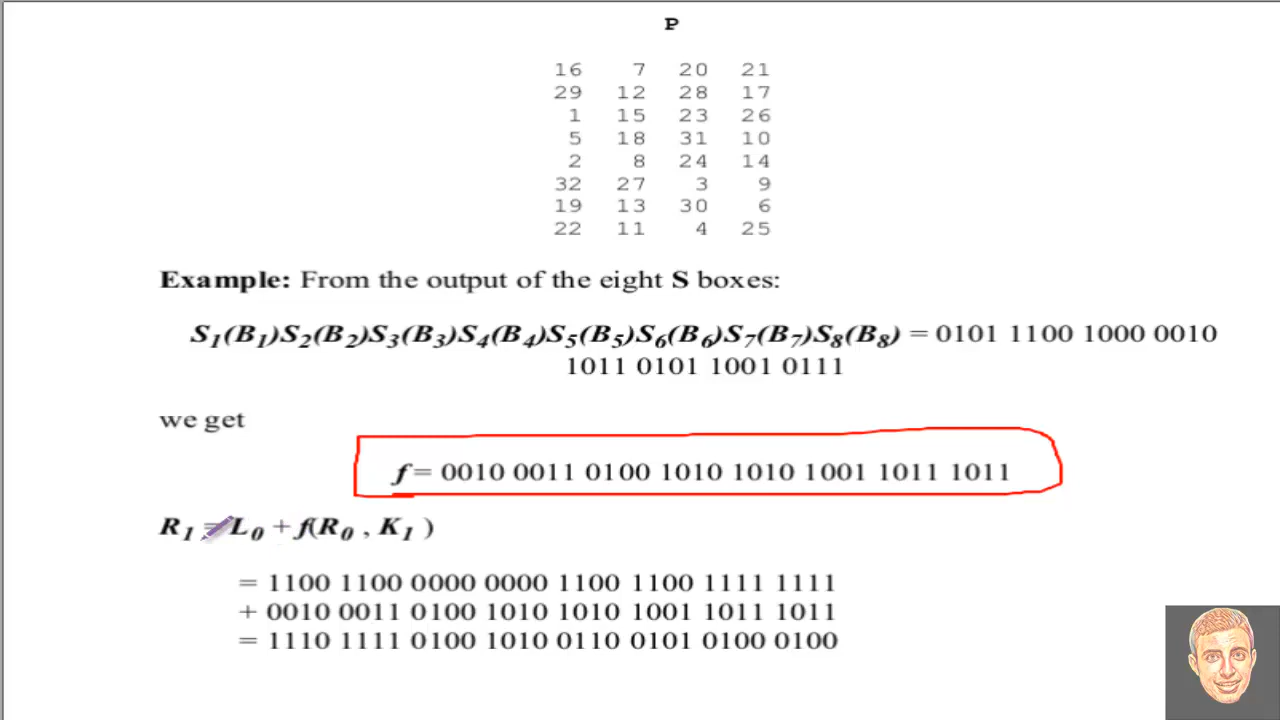 P
16 7 20 21
29 12 28 17
1 15 23 26
5 18 31 10
2 8 24 14
32 27 3 9
19 13 30 6
22 11 4 25
Example: From the output of the eight S boxes:
S1(B1)S2(B2)S3(B3)S4(B4)S5(B5)S6(B6)S7(B7)S8(B8) = 0101 1100 1000 0010
1011 0101 1001 0111
we get
f = 0010 0011 0100 1010 1010 1001 1011 1011
R1 = L0 + f(R0 , K1 )
= 1100 1100 0000 0000 1100 1100 1111 1111
+ 0010 0011 0100 1010 1010 1001 1011 1011
= 1110 1111 0100 1010 0110 0101 0100 0100